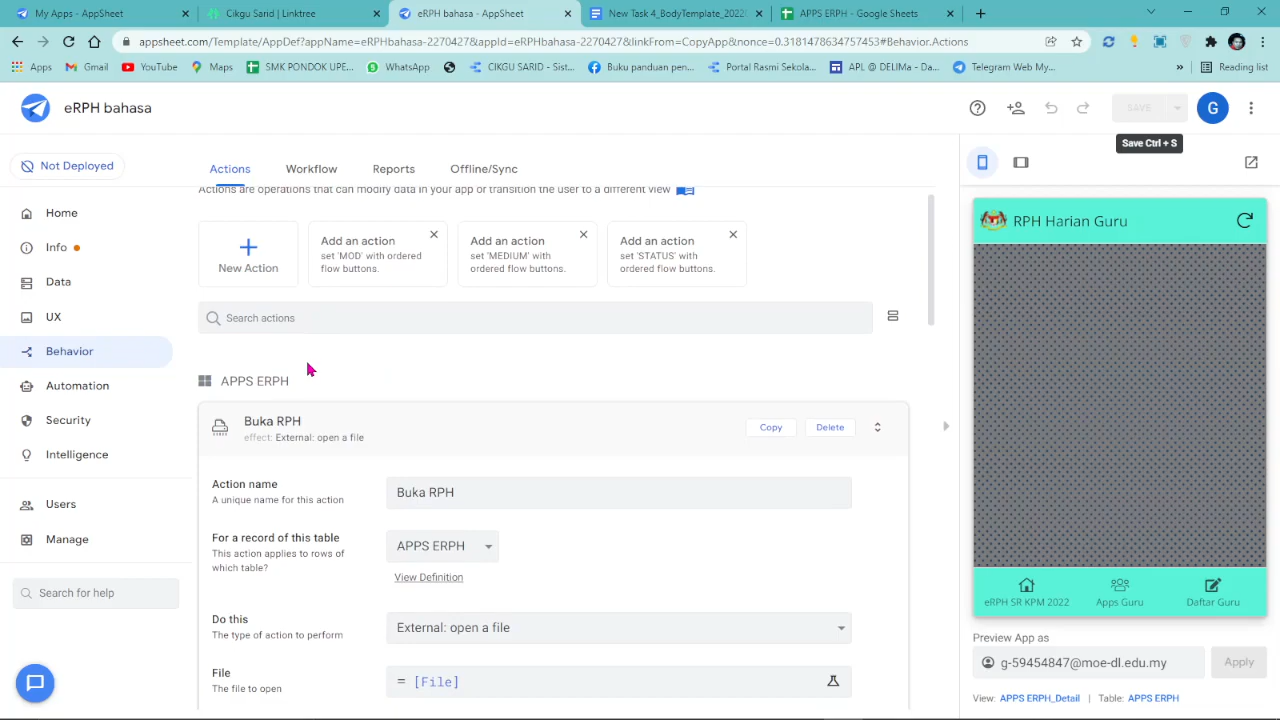 My Apps - AppSheet
Cikgu Sarid | Linktree
eRPH bahasa - AppSheet
APPS ERPH - Google Sheets
appsheet.com/Template/AppDef?appName=eRPHbahasa-2270427&appId=eRPHbahasa-2270427&linkFrom=CopyApp&nonce=0.3181478634757453#Behavior.Actions
Apps
Gmail
YouTube
Maps
SMK PONDOK UPE...
WhatsApp
CIKGU SARID - Sist...
Buku panduan pen...
Portal Rasmi Sekola...
APL @ DELIMa - Da...
Telegram Web My...
»
Reading list
eRPH bahasa
SAVE
G
Save Ctrl + S
Not Deployed
Home
Info
Data
UX
Behavior
Automation
Security
Intelligence
Users
Manage
Search for help
Actions
Workflow
Reports
Offline/Sync
Actions are operations that can modify data in your app or transition the user to a different view
New Action
Add an action
set 'MOD' with ordered
flow buttons.
Add an action
set 'MEDIUM' with
ordered flow buttons.
Add an action
set 'STATUS' with
ordered flow buttons.
Search actions
APPS ERPH
Buka RPH
effect: External: open a file
Copy
Delete
Action name
A unique name for this action
Buka RPH
For a record of this table
This action applies to rows of
which table?
APPS ERPH
View Definition
Do this
The type of action to perform
External: open a file
File
The file to open
= [File]
RPH Harian Guru
eRPH SR KPM 2022
Apps Guru
Daftar Guru
Preview App as
g-59454847@moe-dl.edu.my
Apply
View: APPS ERPH_Detail | Table: APPS ERPH